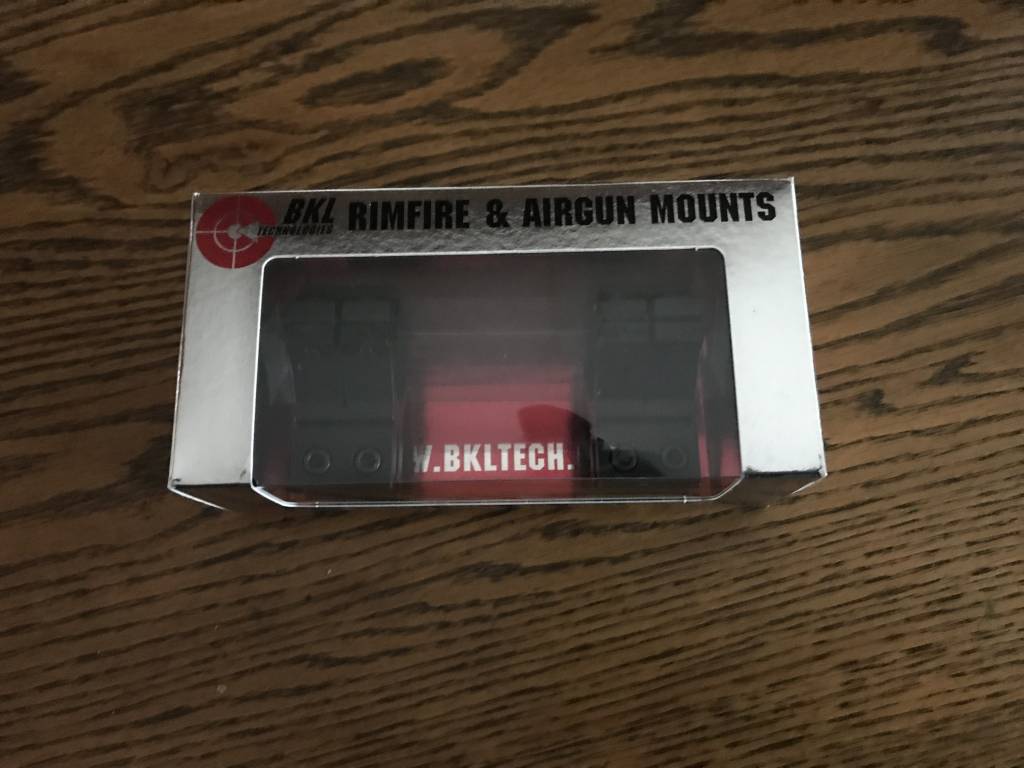 BKL RIMFIRE & AIRGUN MOUNTS
TECHNOLOGIES
W.BKLTECH.